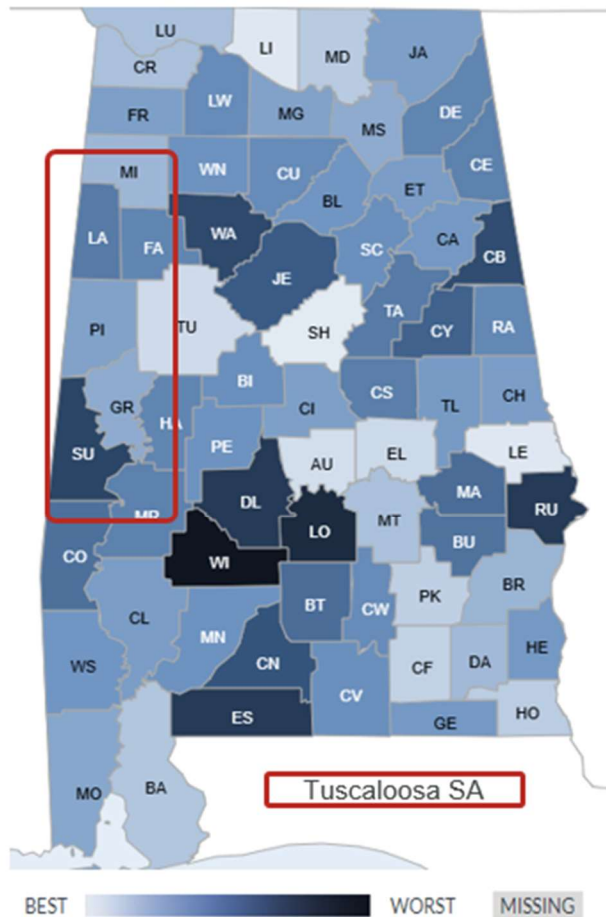 LU LI MD JA
CR
LW DE
FR MG MS
CE
MI WN CU ET
BL
LA FA WA SC CA CB
JE
TA
PI TU SH CY RA
BI CS CH
GR CI TL
HA PE
SU AU EL LE
DL MA
MR LO MT RU
CO BU
WI
PK BR
BT CW
CL MN
WS CN CF DA HE
CV
ES GE HO
MO BA
Tuscaloosa SA
BEST WORST MISSING